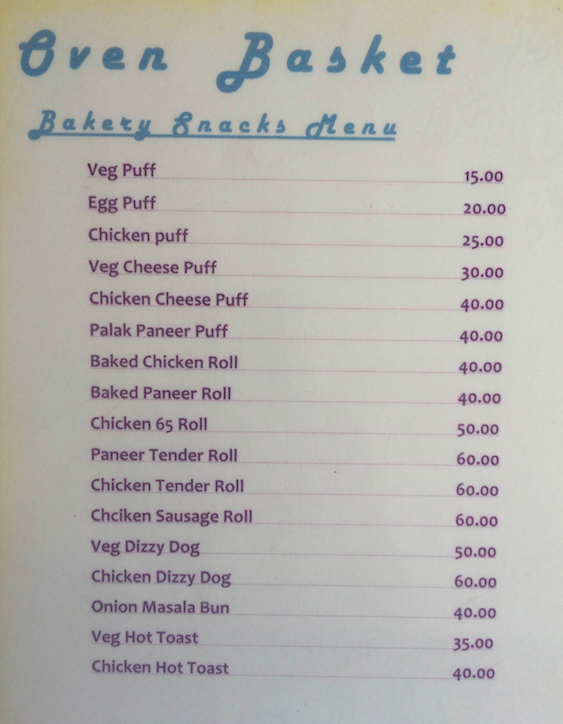 Oven Basket
Bakery Snacks Menu
Veg Puff 15.00
Egg Puff 20.00
Chicken puff 25.00
Veg Cheese Puff 30.00
Chicken Cheese Puff 40.00
Palak Paneer Puff 40.00
Baked Chicken Roll 40.00
Baked Paneer Roll 40.00
Chicken 65 Roll 50.00
Paneer Tender Roll 60.00
Chicken Tender Roll 60.00
Chciken Sausage Roll 60.00
Veg Dizzy Dog 50.00
Chicken Dizzy Dog 60.00
Onion Masala Bun 40.00
Veg Hot Toast 35.00
Chicken Hot Toast 40.00